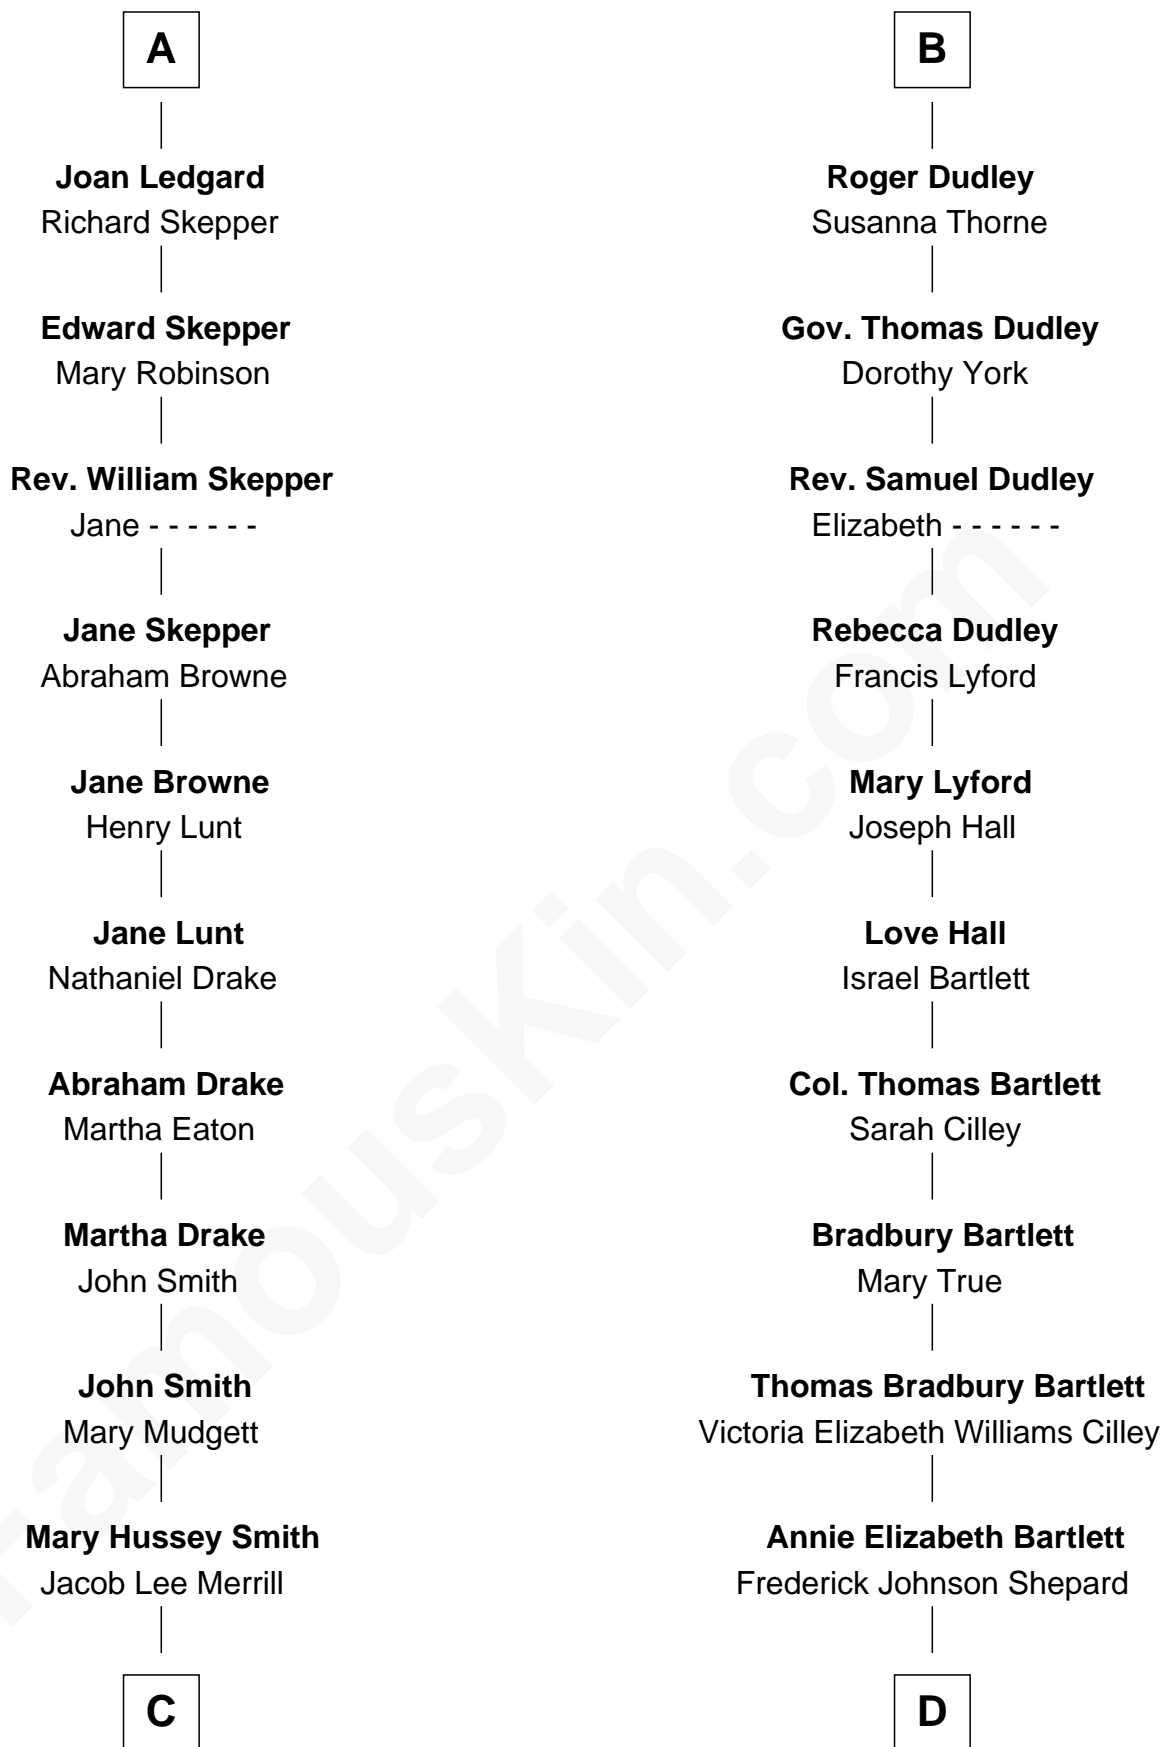 A
Joan Ledgard
Richard Skepper
Edward Skepper
Mary Robinson
Rev. William Skepper
Jane - - - - - -
Jane Skepper
Abraham Browne
Jane Browne
Henry Lunt
Jane Lunt
Nathaniel Drake
Abraham Drake
Martha Eaton
Martha Drake
John Smith
John Smith
Mary Mudgett
Mary Hussey Smith
Jacob Lee Merrill
C
B
Roger Dudley
Susanna Thorne
Gov. Thomas Dudley
Dorothy York
Rev. Samuel Dudley
Elizabeth - - - - - -
Rebecca Dudley
Francis Lyford
Mary Lyford
Joseph Hall
Love Hall
Israel Bartlett
Col. Thomas Bartlett
Sarah Cilley
Bradbury Bartlett
Mary True
Thomas Bradbury Bartlett
Victoria Elizabeth Williams Cilley
Annie Elizabeth Bartlett
Frederick Johnson Shepard
D
FamousKin.com